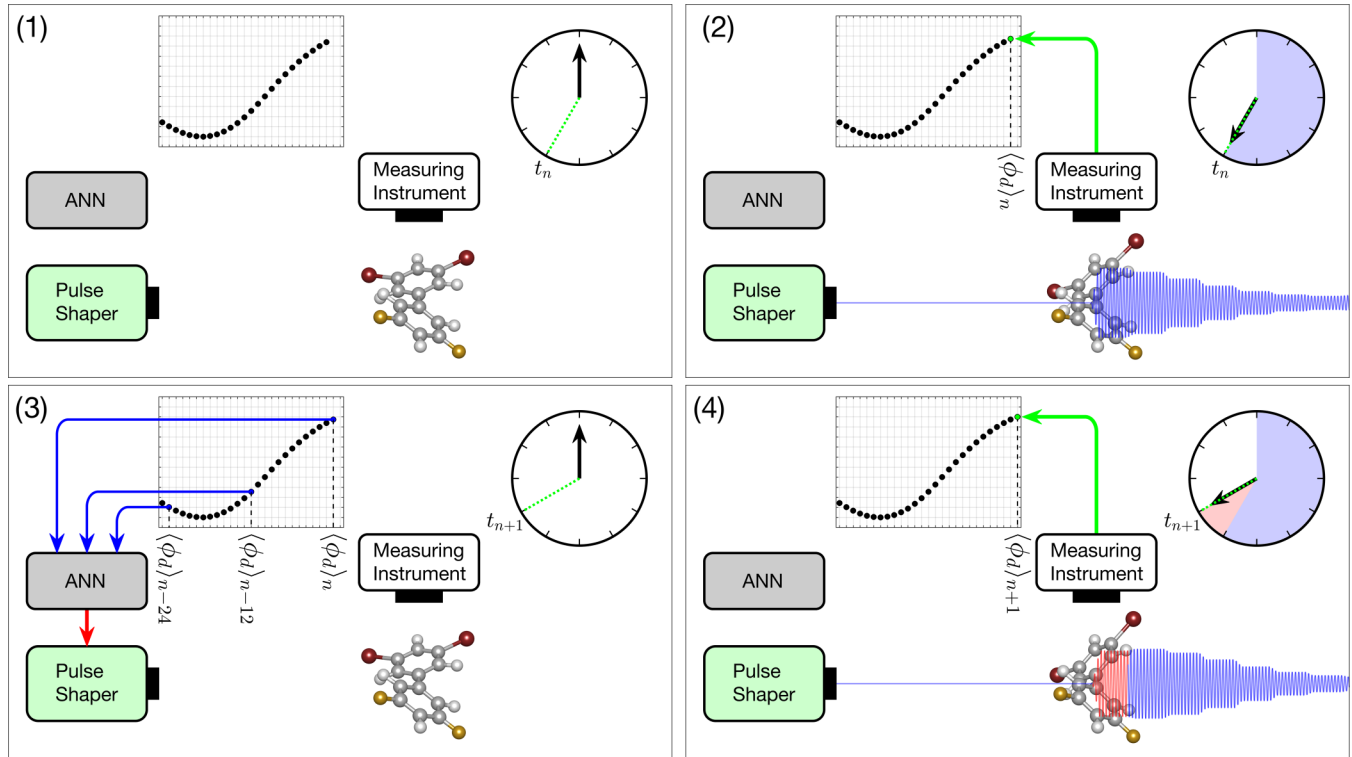 (1)
t_n
ANN
Measuring
Instrument
Pulse
Shaper
(2)
⟨ϕ_d⟩_n
t_n
ANN
Measuring
Instrument
Pulse
Shaper
(3)
t_{n+1}
ANN
⟨ϕ_d⟩_{n−24}
⟨ϕ_d⟩_{n−12}
⟨ϕ_d⟩_n
Measuring
Instrument
Pulse
Shaper
(4)
t_{n+1}
⟨ϕ_d⟩_{n+1}
ANN
Measuring
Instrument
Pulse
Shaper